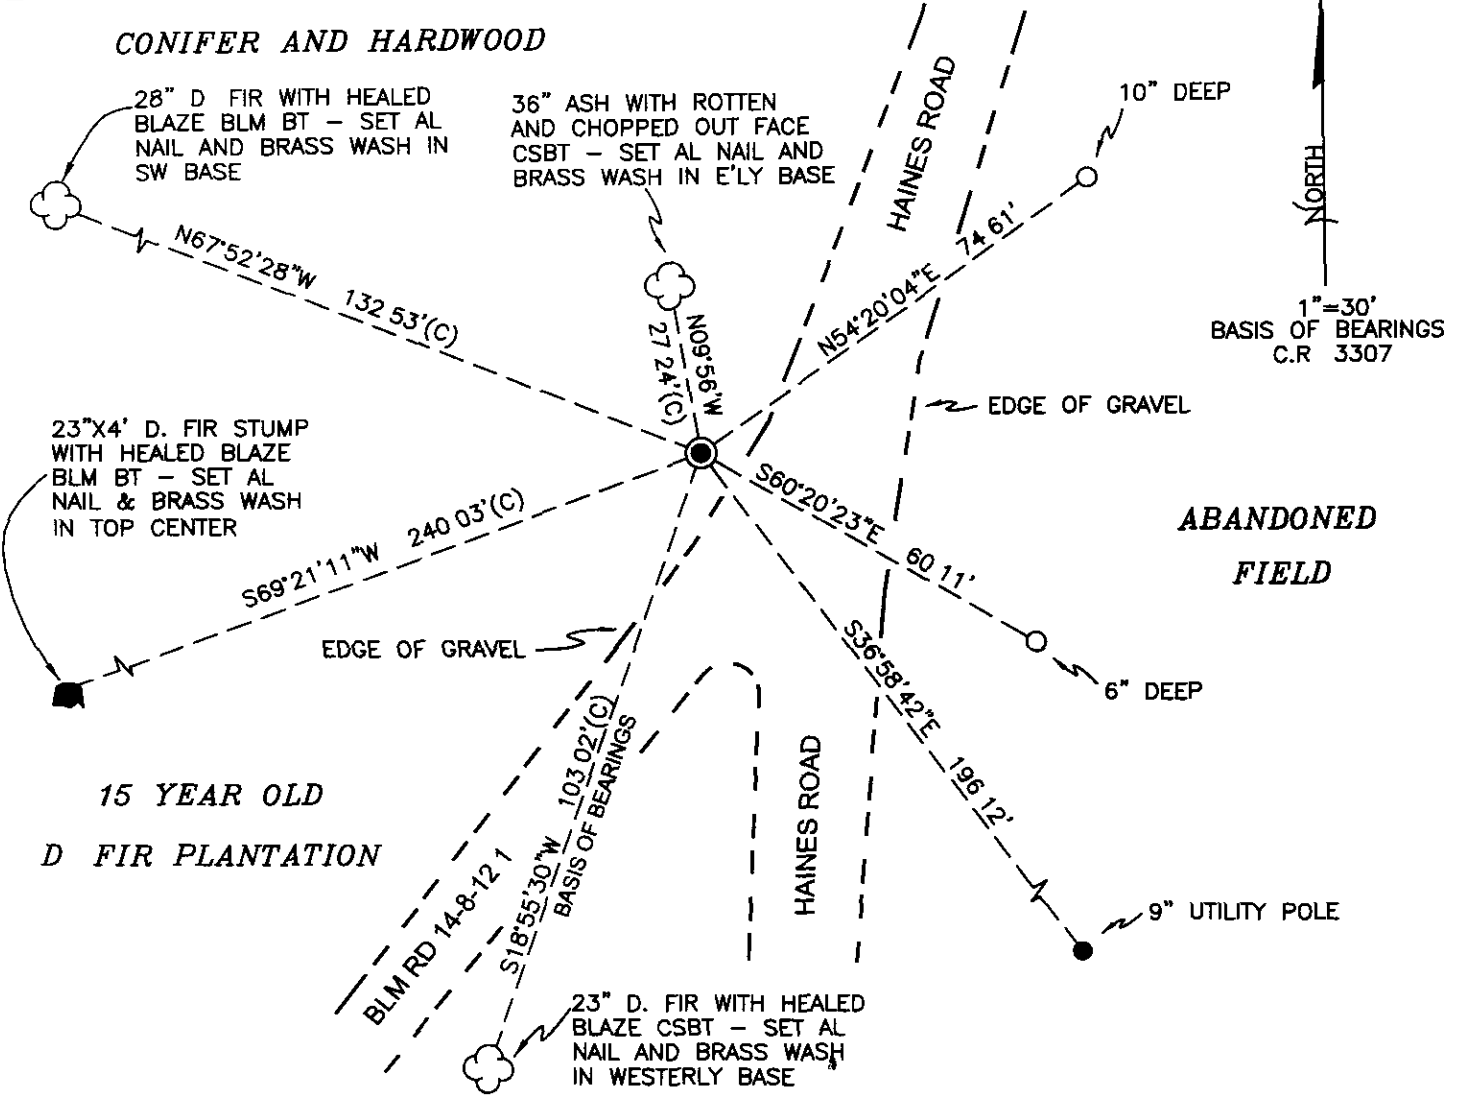 CONIFER AND HARDWOOD
28" D FIR WITH HEALED
BLAZE BLM BT – SET AL
NAIL AND BRASS WASH IN
SW BASE
36" ASH WITH ROTTEN
AND CHOPPED OUT FACE
CSBT – SET AL NAIL AND
BRASS WASH IN E'LY BASE
HAINES ROAD
10" DEEP
NORTH
1"=30'
BASIS OF BEARINGS
C.R 3307
N67°52'28"W 132 53'(C)
N09°56'W
27 24'(C)
N54°20'04"E 74 61'
EDGE OF GRAVEL
23"X4' D. FIR STUMP
WITH HEALED BLAZE
BLM BT – SET AL
NAIL & BRASS WASH
IN TOP CENTER
S69°21'11"W 240 03'(C)
S60°20'23"E 60 11'
ABANDONED
FIELD
EDGE OF GRAVEL
S36°58'42"E 196 12'
6" DEEP
15 YEAR OLD
D FIR PLANTATION
S18°55'30"W 103 02'(C)
BASIS OF BEARINGS
HAINES ROAD
BLM RD 14-8-12 1
9" UTILITY POLE
23" D. FIR WITH HEALED
BLAZE CSBT – SET AL
NAIL AND BRASS WASH
IN WESTERLY BASE